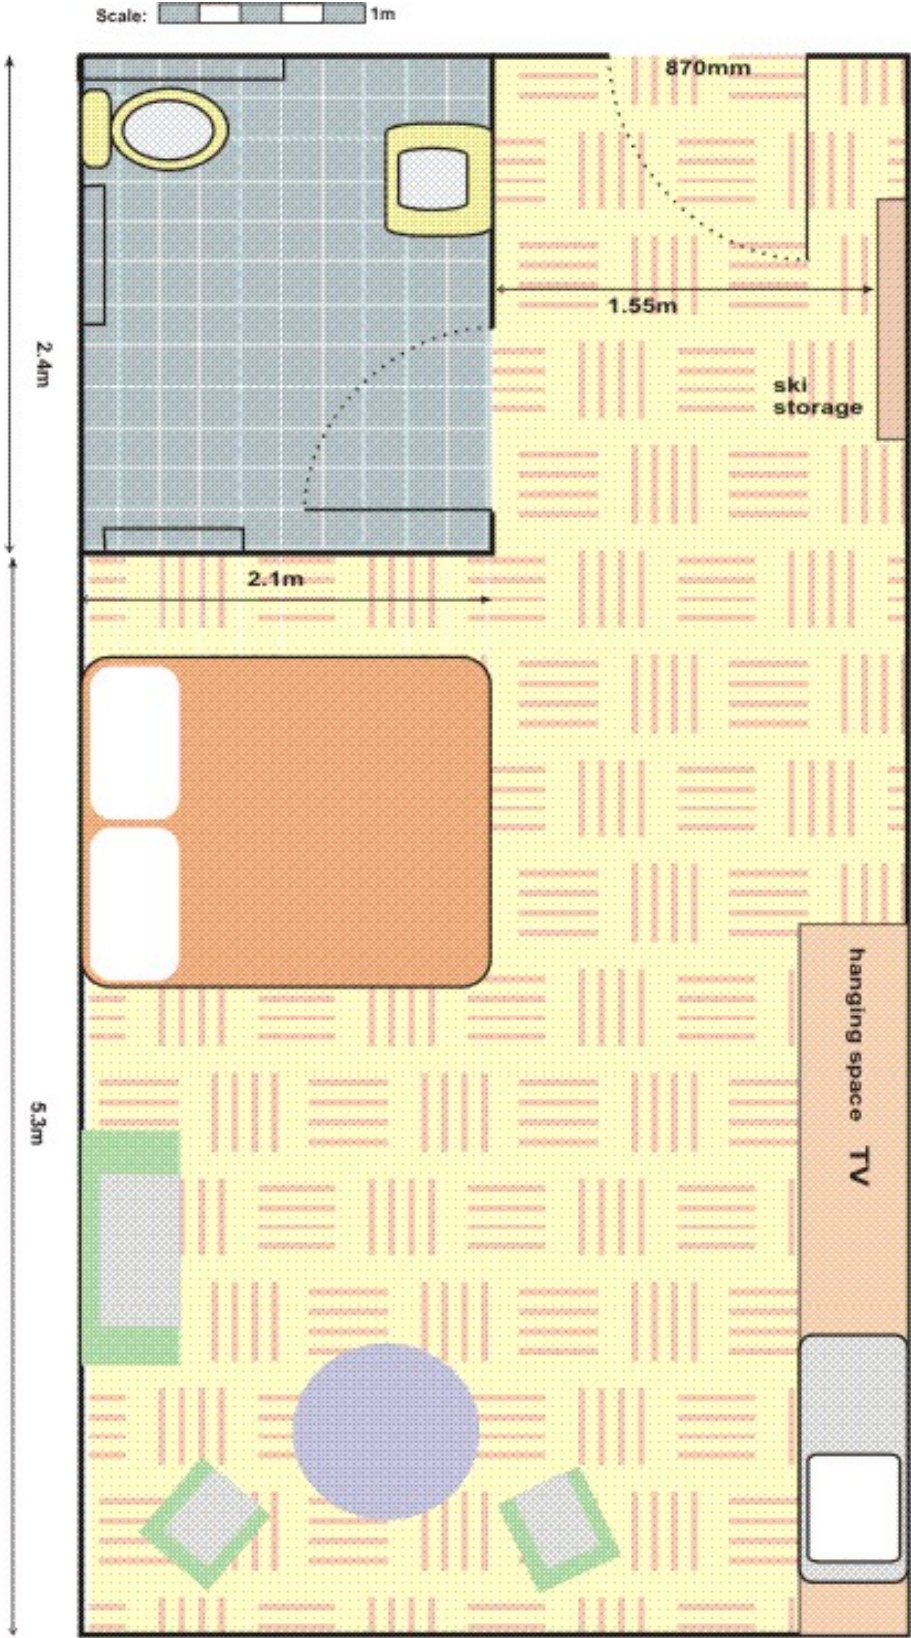 Scale: 1m
870mm
1.55m
2.4m
ski
storage
2.1m
hanging space TV
5.3m